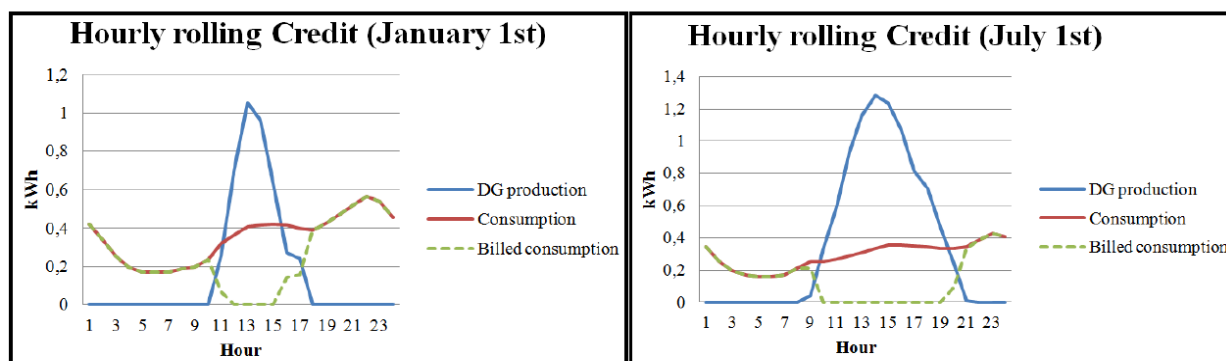 Hourly rolling Credit (January 1st)
1,2
1
0,8
0,6
0,4
0,2
0
kWh
1 3 5 7 9 11 13 15 17 19 21 23
Hour
DG production
Consumption
Billed consumption
Hourly rolling Credit (July 1st)
1,4
1,2
1
0,8
0,6
0,4
0,2
0
kWh
1 3 5 7 9 11 13 15 17 19 21 23
Hour
DG production
Consumption
Billed consumption